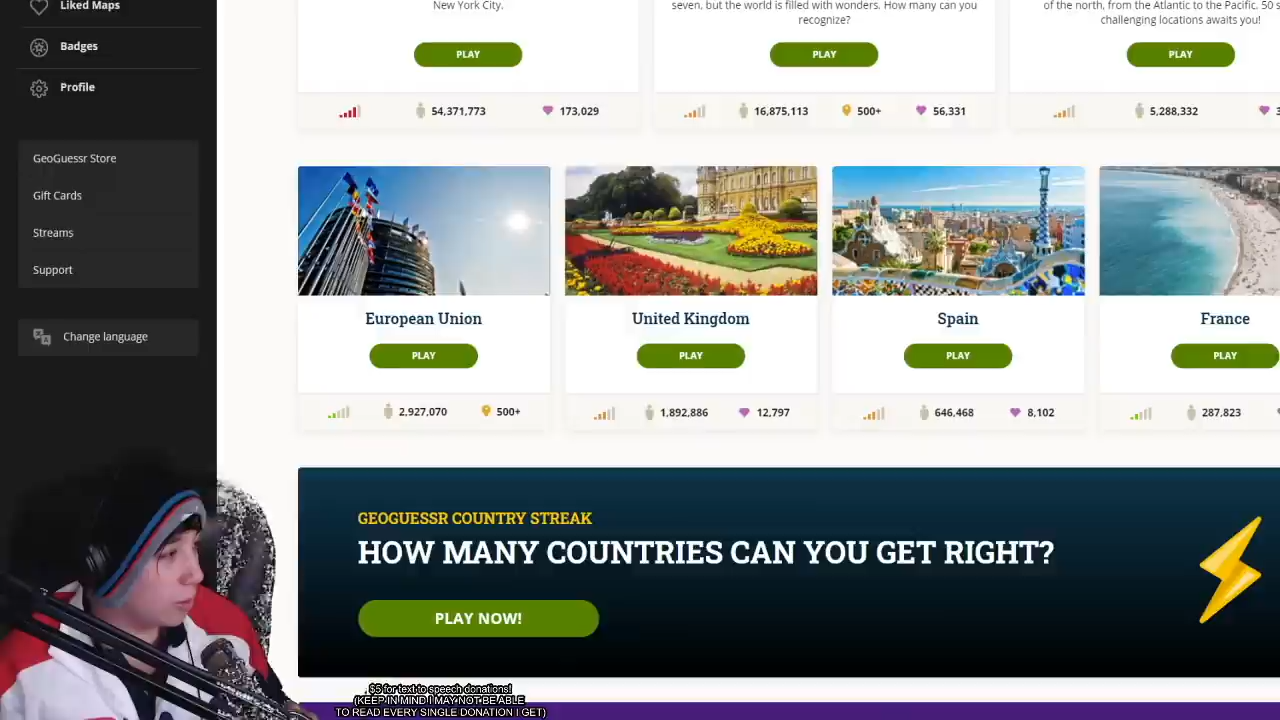 Liked Maps
Badges
Profile
GeoGuessr Store
Gift Cards
Streams
Support
Change language
New York City.
PLAY
54,371,773 173,029
seven, but the world is filled with wonders. How many can you
recognize?
PLAY
16,875,113 500+ 56,331
of the north, from the Atlantic to the Pacific. 50 s
challenging locations awaits you!
PLAY
5,288,332
European Union
PLAY
2,927,070 500+
United Kingdom
PLAY
1,892,886 12,797
Spain
PLAY
646,468 8,102
France
PLAY
287,823
GEOGUESSR COUNTRY STREAK
HOW MANY COUNTRIES CAN YOU GET RIGHT?
PLAY NOW!
$5 for text to speech donations!
(KEEP IN MIND I MAY NOT BE ABLE
TO READ EVERY SINGLE DONATION I GET)